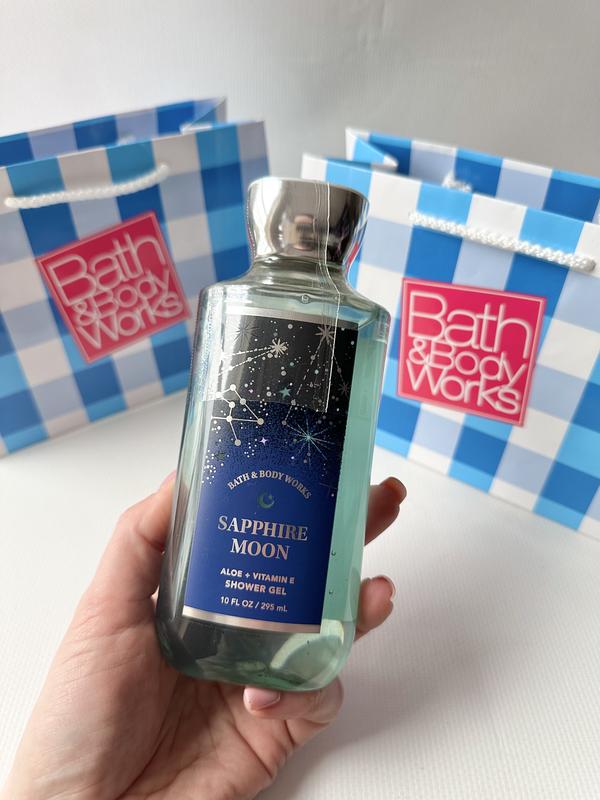 Bath
& Body
Works
Bath
& Body
Works
BATH & BODY WORKS
SAPPHIRE
MOON
ALOE + VITAMIN E
SHOWER GEL
10 FL OZ / 295 mL